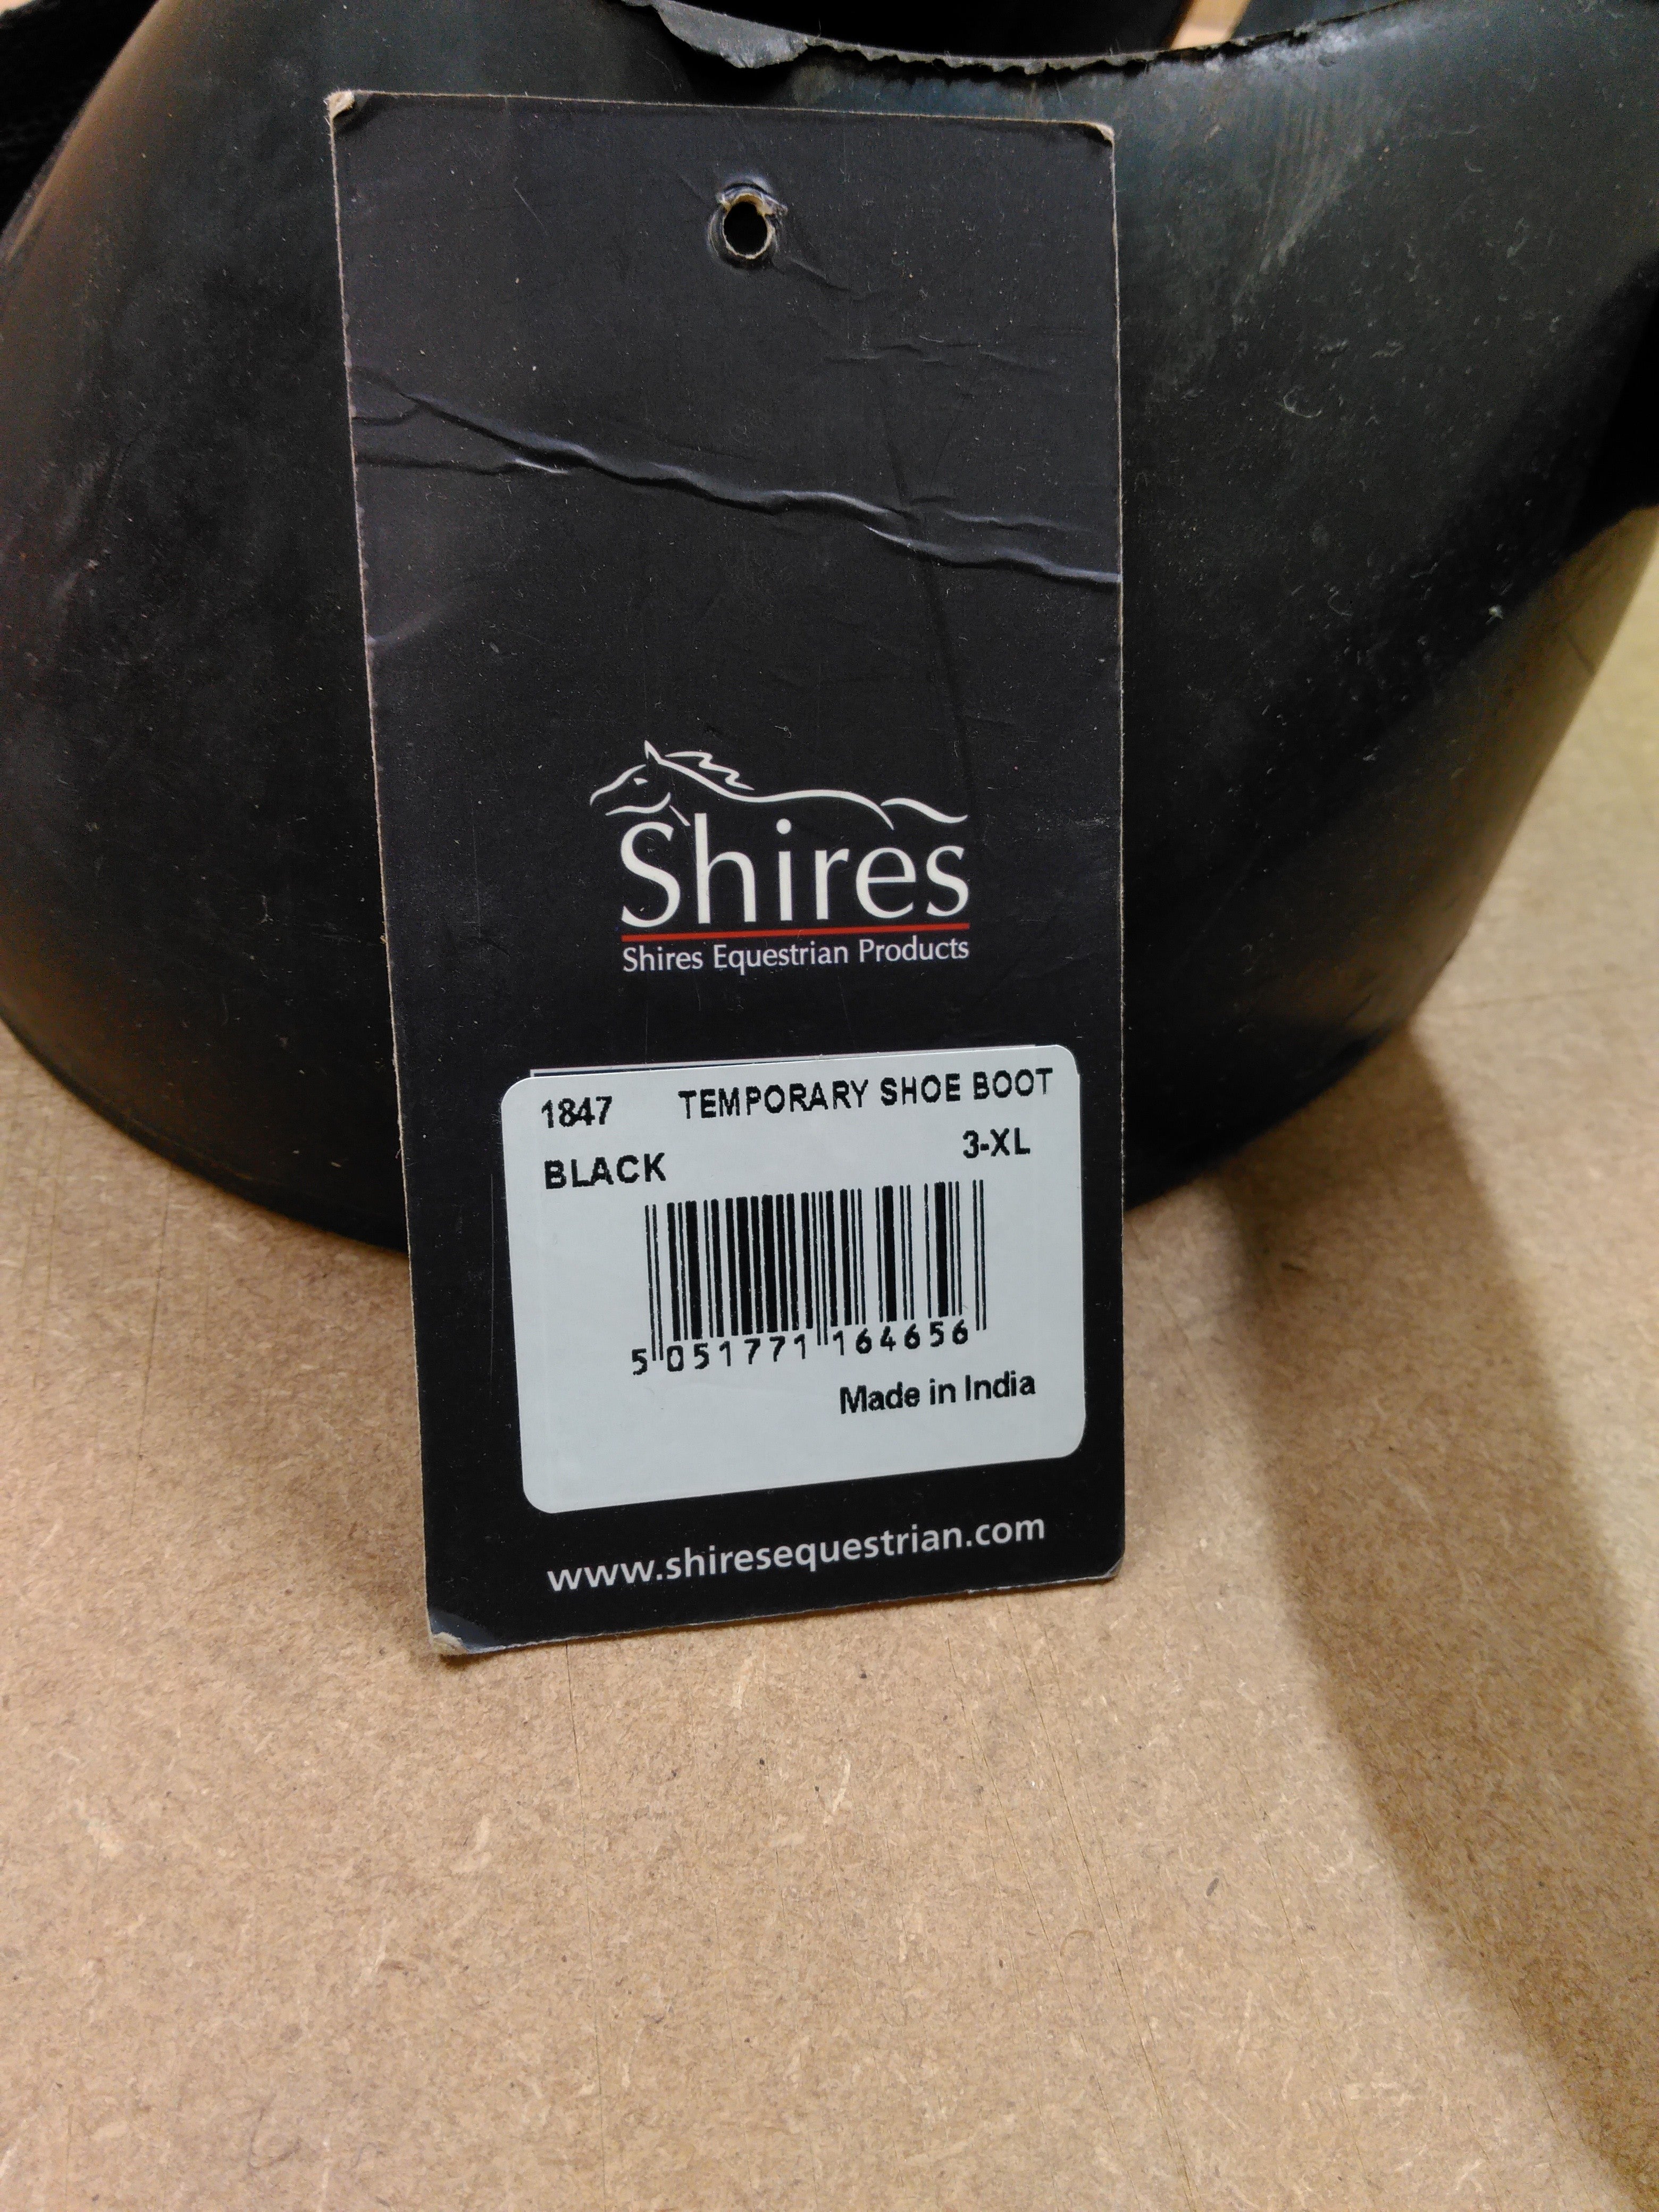 Shires
Shires Equestrian Products
1847 TEMPORARY SHOE BOOT
3-XL
BLACK
5 051771 164656
Made in India
www.shiresequestrian.com